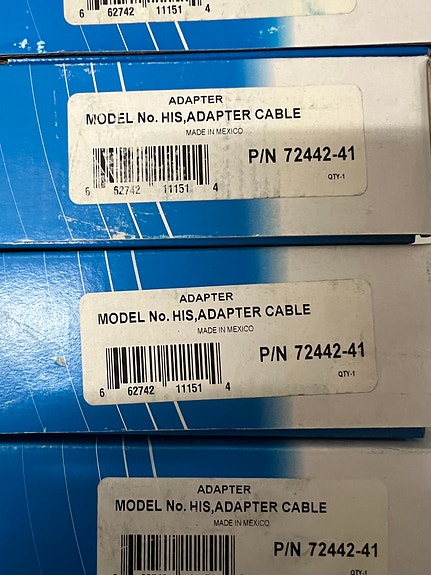 6 62742 11151 4
ADAPTER
MODEL No. HIS,ADAPTER CABLE
MADE IN MEXICO
P/N 72442-41
6 62742 11151 4
QTY-1
ADAPTER
MODEL No. HIS,ADAPTER CABLE
MADE IN MEXICO
P/N 72442-41
6 62742 11151 4
QTY-1
ADAPTER
MODEL No. HIS,ADAPTER CABLE
MADE IN MEXICO
P/N 72442-41
QTY-1